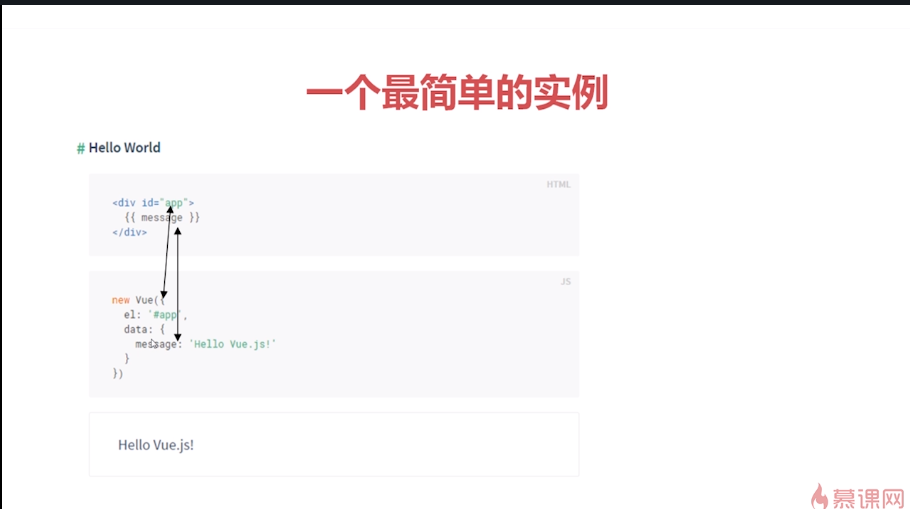 一个最简单的实例
# Hello World
HTML
<div id="app">
{{ message }}
</div>
JS
new Vue({
el: '#app',
data: {
message: 'Hello Vue.js!'
}
})
Hello Vue.js!
慕课网